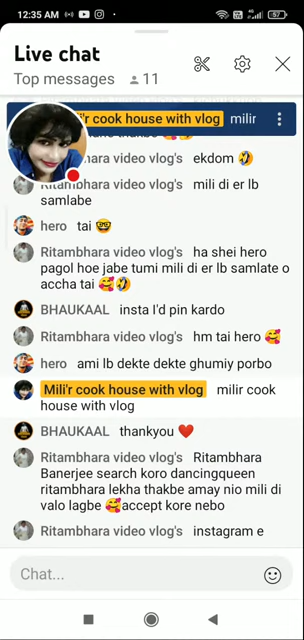 12:35 AM
57
Live chat
Top messages 11
Mili'r cook house with vlog milir
Ritambhara video vlog's ekdom 🤣
Ritambhara video vlog's mili di er lb
samlabe
hero tai 🤓
Ritambhara video vlog's ha shei hero
pagol hoe jabe tumi mili di er lb samlate o
accha tai 🥰🤣
BHAUKAAL insta I'd pin kardo
Ritambhara video vlog's hm tai hero 🥰
hero ami lb dekte dekte ghumiy porbo
Mili'r cook house with vlog milir cook
house with vlog
BHAUKAAL thankyou ❤️
Ritambhara video vlog's Ritambhara
Banerjee search koro dancingqueen
ritambhara lekha thakbe amay nio mili di
valo lagbe 🥰accept kore nebo
Ritambhara video vlog's instagram e
Chat...